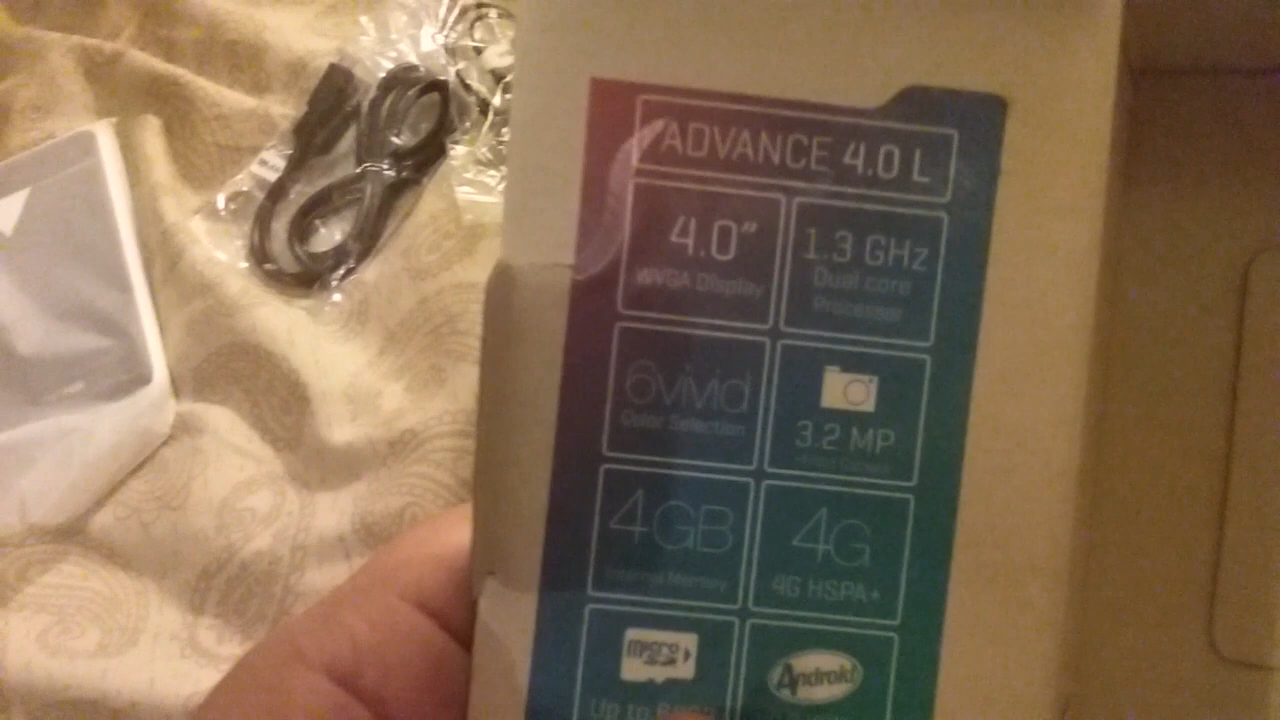 ADVANCE 4.0 L
4.0"
WVGA Display
1.3 GHz
Dual core
Processor
6vivid
Color Selection
3.2 MP
4GB
Internal Memory
4G
4G HSPA+
micro
SD
Up to
Android